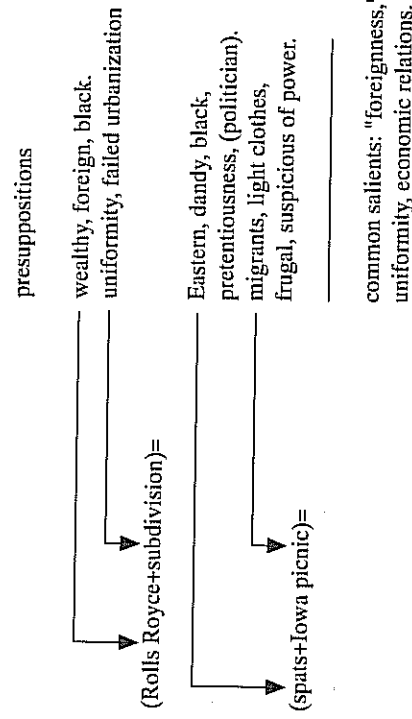 presuppositions
wealthy, foreign, black.
uniformity, failed urbanization
(Rolls Royce+subdivision)=
Eastern, dandy, black,
pretentiousness, (politician).
migrants, light clothes,
frugal, suspicious of power.
(spats+Iowa picnic)=
common salients: "foreignness,"
uniformity, economic relations.